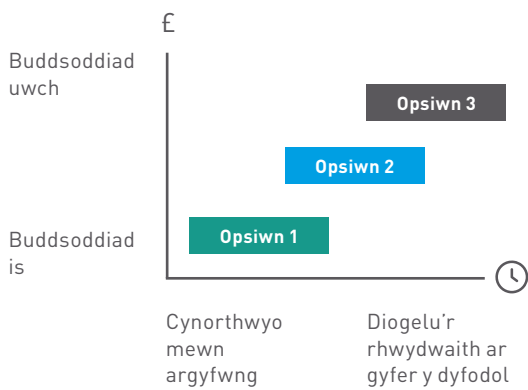 £
Buddsoddiad
uwch
Opsiwn 3
Opsiwn 2
Opsiwn 1
Buddsoddiad
is
Cynorthwyo
mewn
argyfwng
Diogelu’r
rhwydwaith ar
gyfer y dyfodol